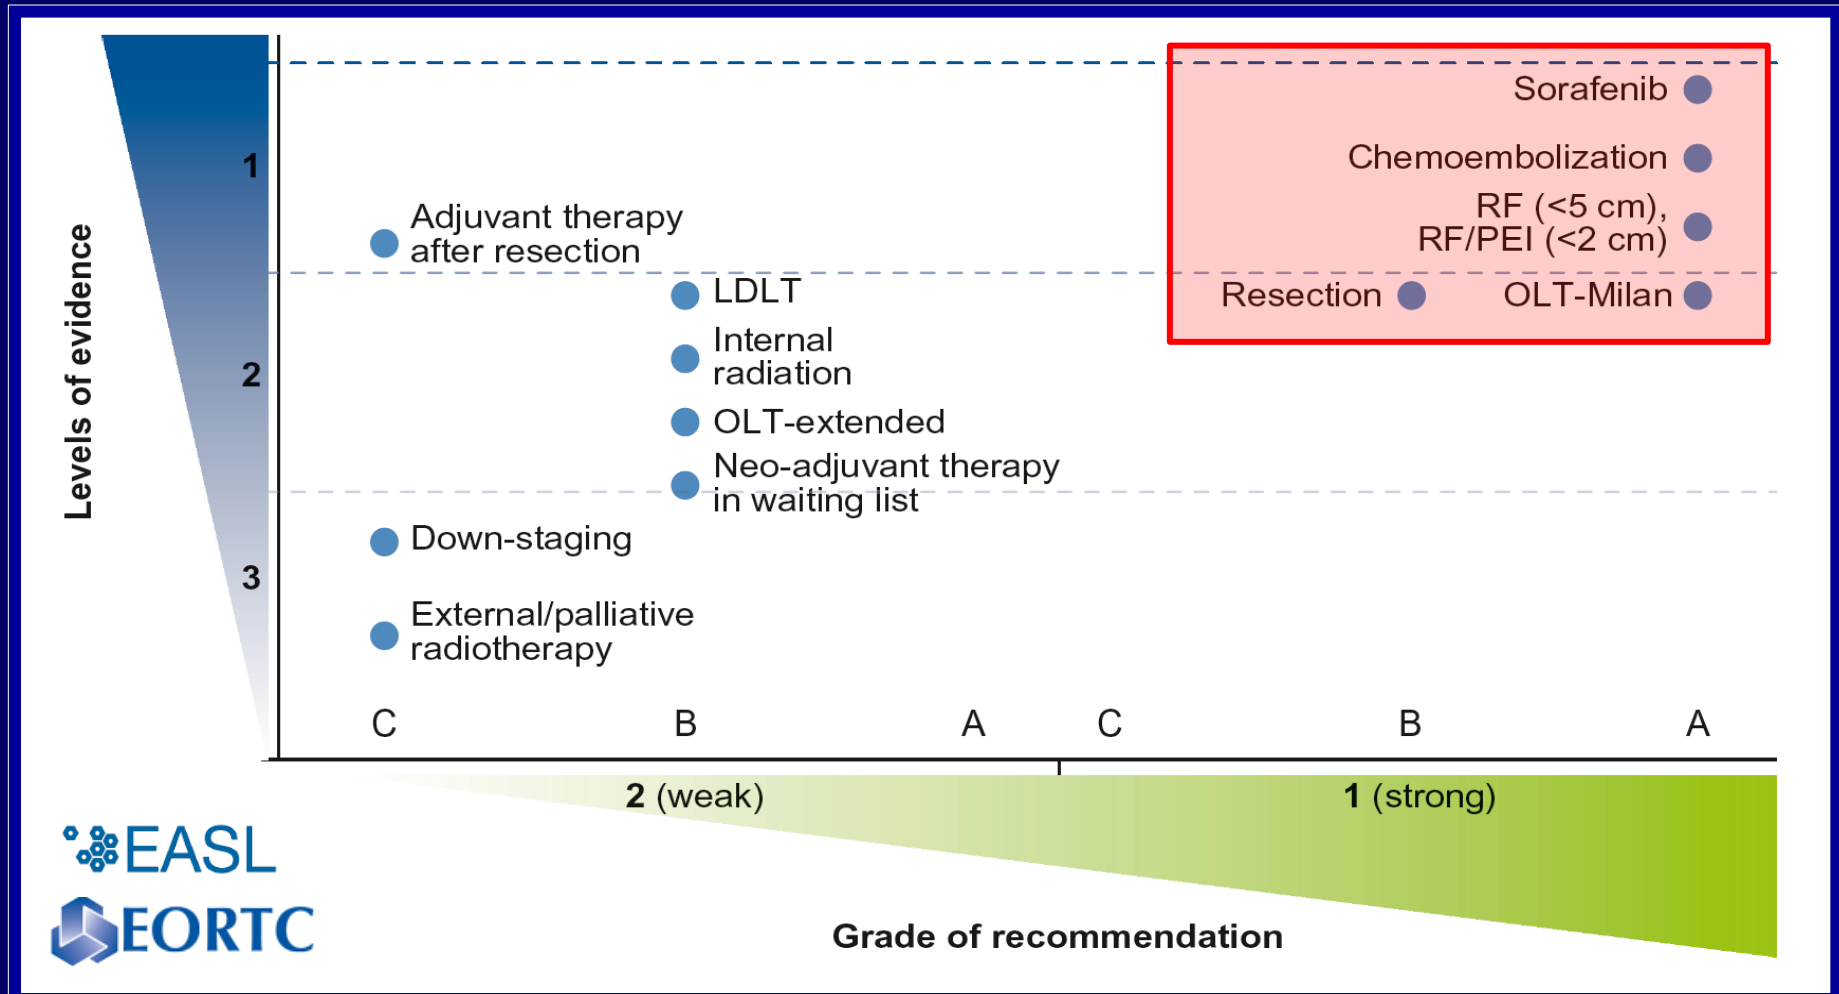 Levels of evidence
1
2
3
Sorafenib
Chemoembolization
RF (<5 cm),
RF/PEI (<2 cm)
Resection
OLT-Milan
Adjuvant therapy
after resection
LDLT
Internal
radiation
OLT-extended
Neo-adjuvant therapy
in waiting list
Down-staging
External/palliative
radiotherapy
C B A C B A
2 (weak) 1 (strong)
Grade of recommendation
EASL
EORTC